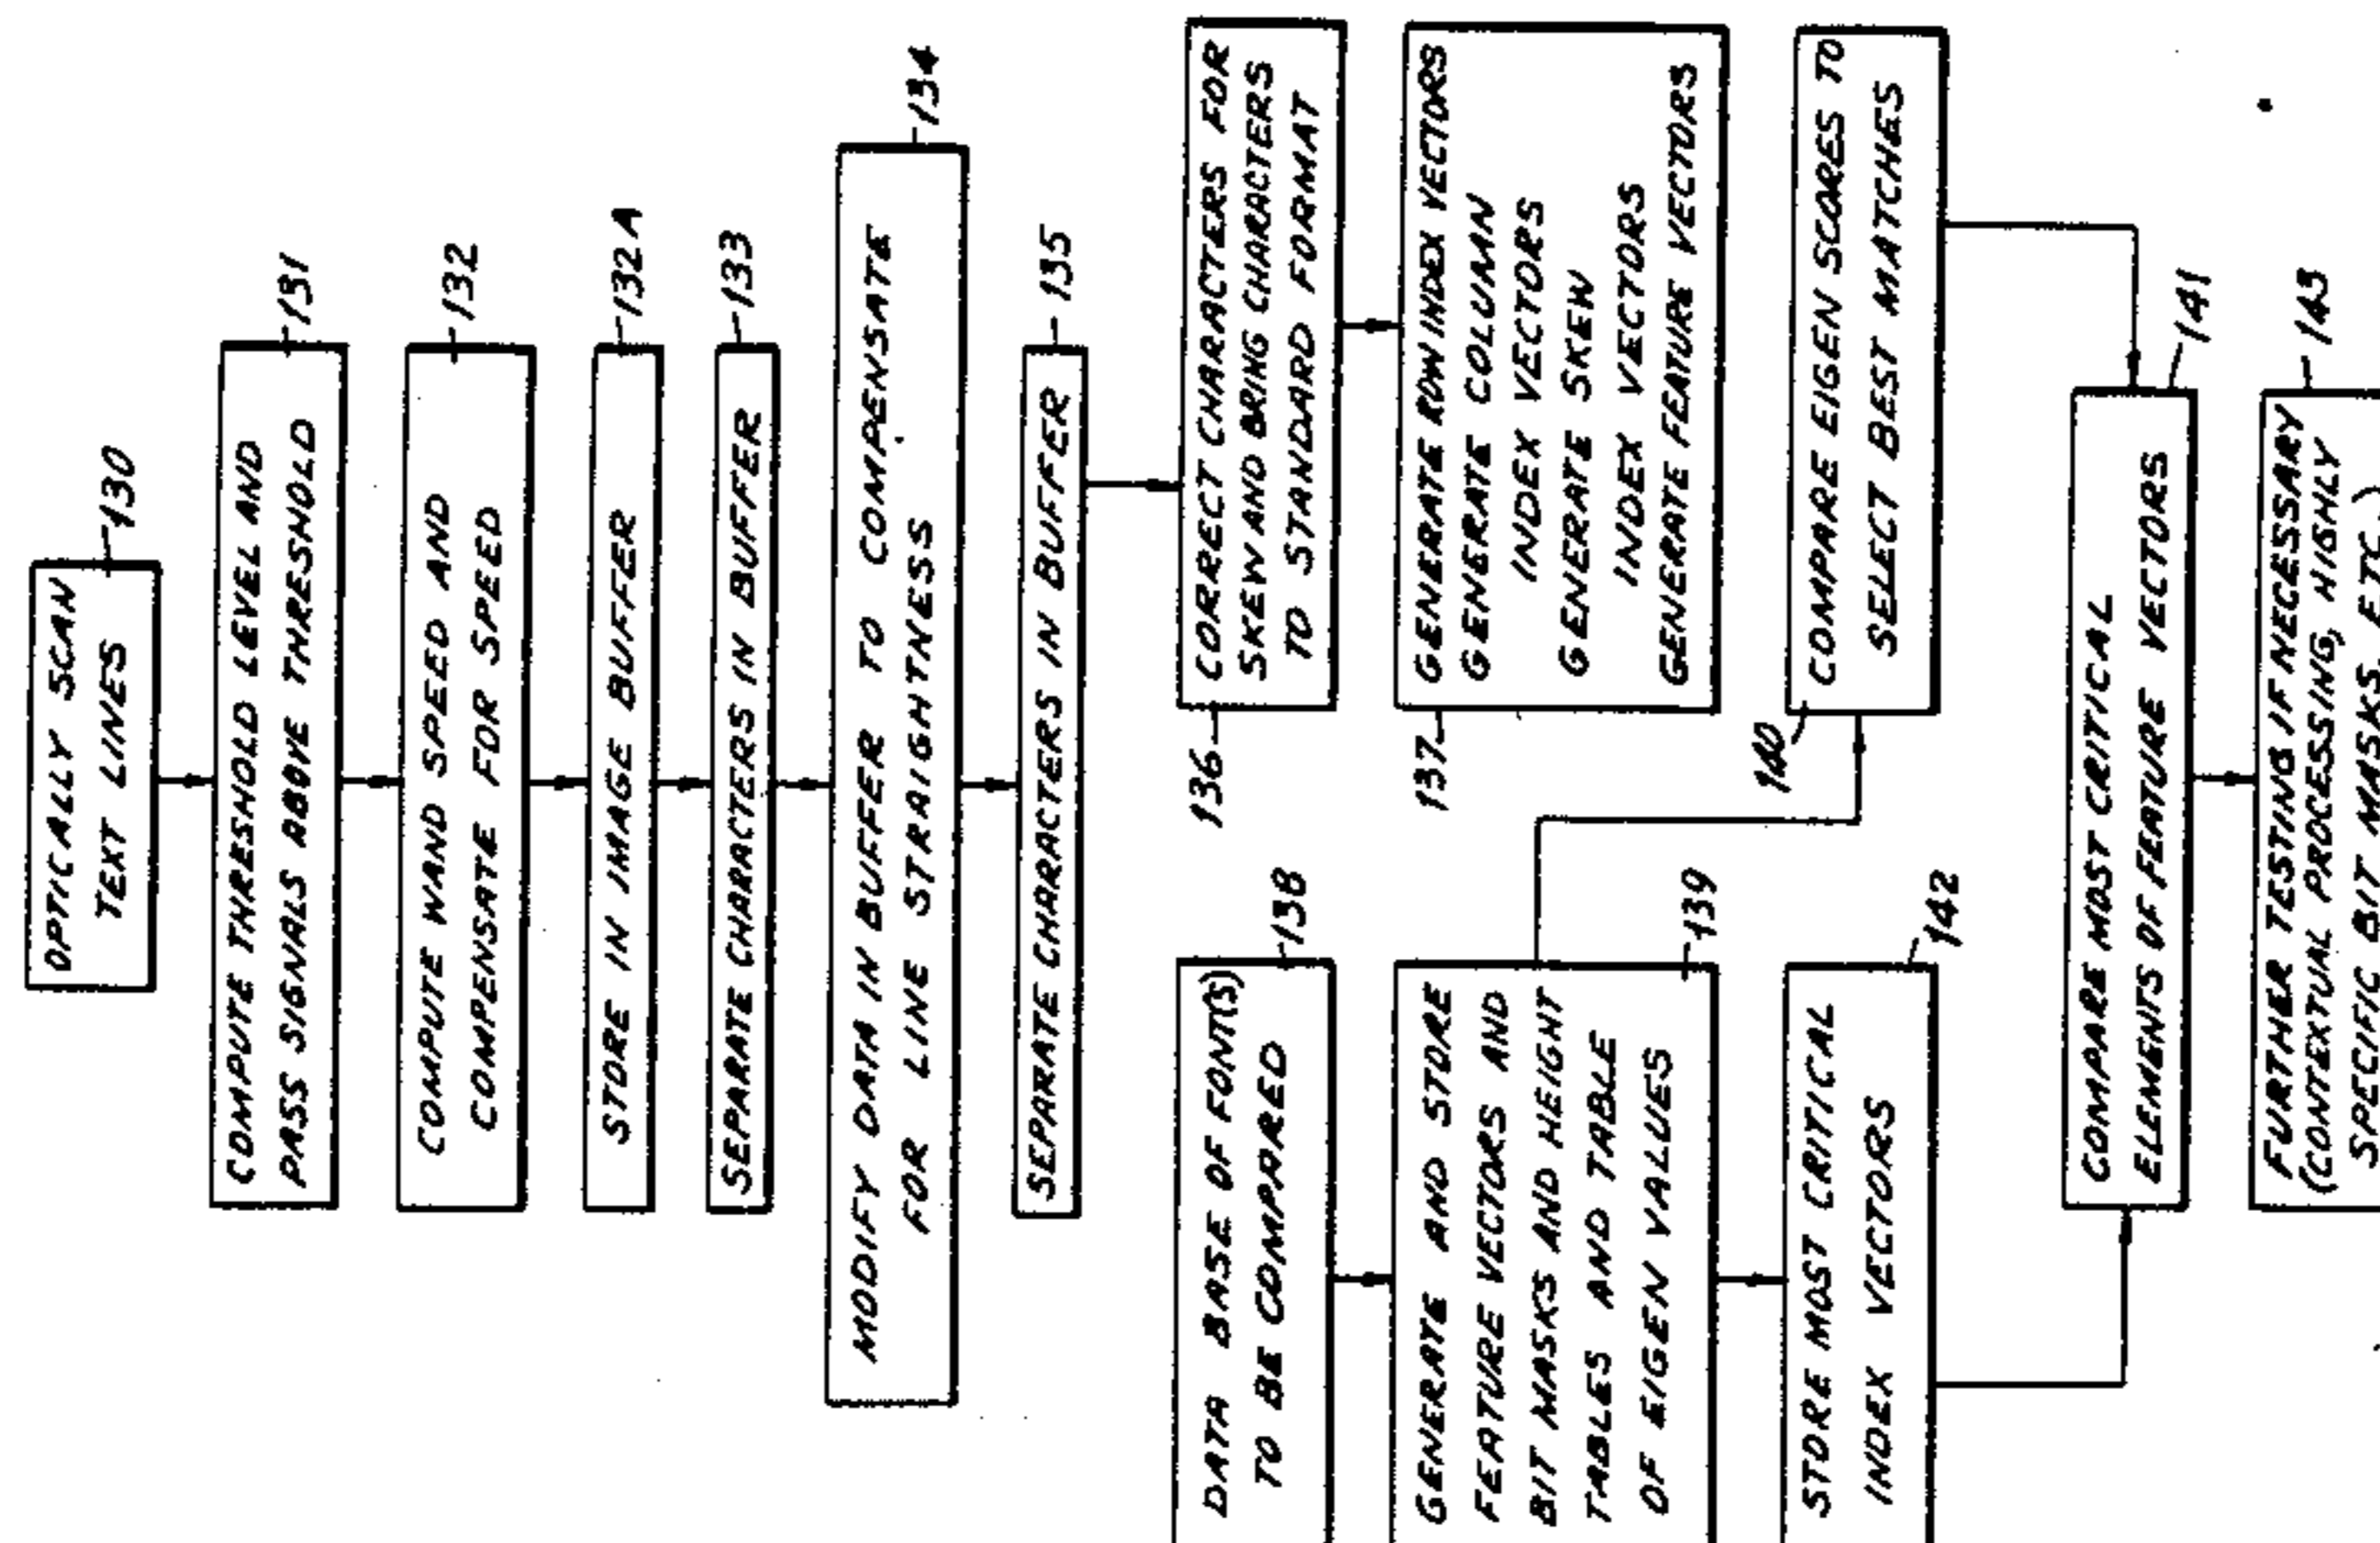 OPTICALLY SCAN
TEXT LINES
130
COMPUTE THRESHOLD LEVEL AND
PASS SIGNALS ABOVE THRESHOLD
131
COMPUTE WAND SPEED AND
COMPENSATE FOR SPEED
132
STORE IN IMAGE BUFFER
132A
SEPARATE CHARACTERS IN BUFFER
133
MODIFY DATA IN BUFFER TO COMPENSATE
FOR LINE STRAIGHTNESS
134
SEPARATE CHARACTERS IN BUFFER
135
136
CORRECT CHARACTERS FOR
SKEW AND BRING CHARACTERS
TO STANDARD FORMAT
137
GENERATE ROW INDEX VECTORS
GENERATE COLUMN
INDEX VECTORS
GENERATE SKEW
INDEX VECTORS
GENERATE FEATURE VECTORS
DATA BASE OF FONT(S)
TO BE COMPARED
138
GENERATE AND STORE
FEATURE VECTORS AND
BIT MASKS AND HEIGHT
TABLES AND TABLE
OF EIGEN VALUES
139
140
COMPARE EIGEN SCORES TO
SELECT BEST MATCHES
STORE MOST CRITICAL
INDEX VECTORS
142
COMPARE MOST CRITICAL
ELEMENTS OF FEATURE VECTORS
141
FURTHER TESTING IF NECESSARY
(CONTEXTUAL PROCESSING, HIGHLY
SPECIFIC BIT MASKS, ETC.)
143